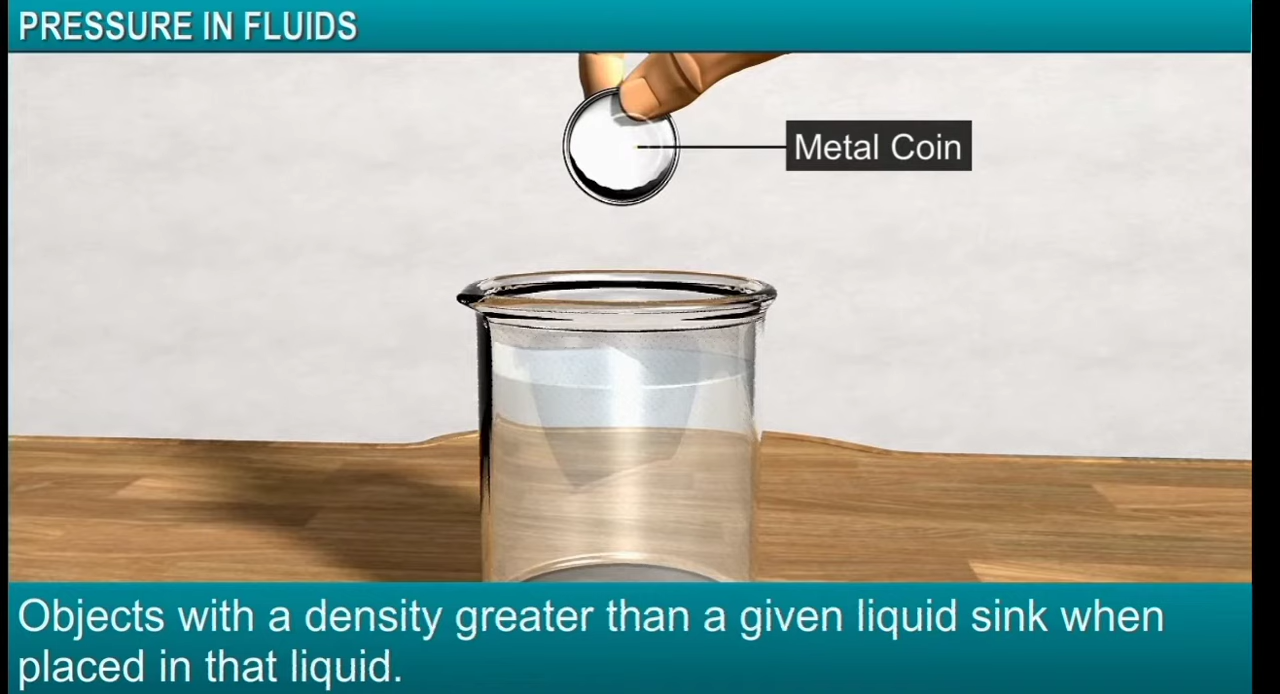 PRESSURE IN FLUIDS
Metal Coin
Objects with a density greater than a given liquid sink when
placed in that liquid.